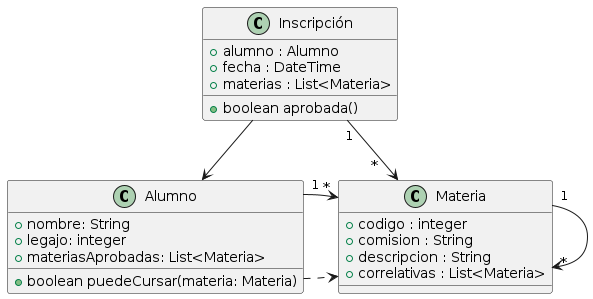 C Inscripción
alumno : Alumno
fecha : DateTime
materias : List<Materia>
boolean aprobada()
1
*
C Alumno
nombre: String
legajo: integer
materiasAprobadas: List<Materia>
boolean puedeCursar(materia: Materia)
1 *
C Materia
codigo : integer
comision : String
descripcion : String
correlativas : List<Materia>
1
*